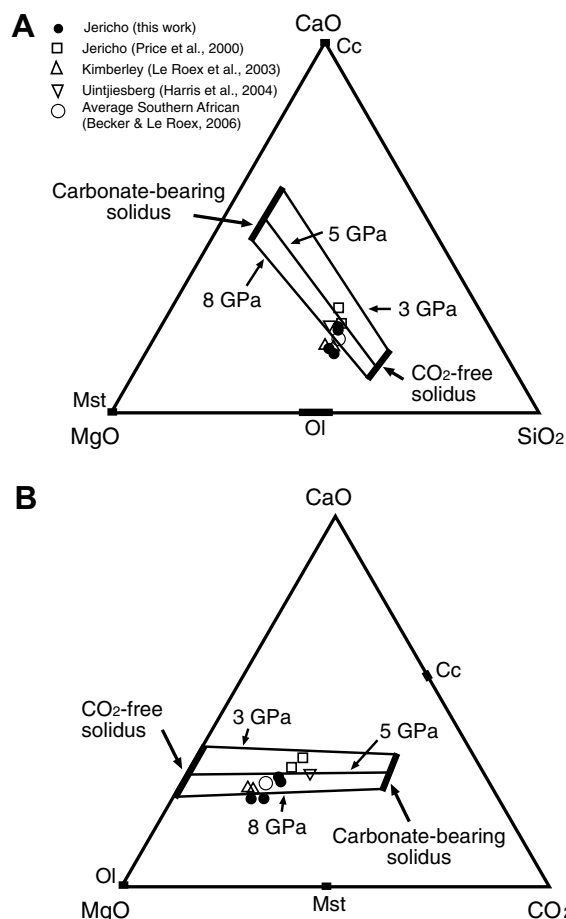 A
Jericho (this work)
Jericho (Price et al., 2000)
Kimberley (Le Roex et al., 2003)
Uintjiesberg (Harris et al., 2004)
Average Southern African
(Becker & Le Roex, 2006)
CaO
Cc
Carbonate-bearing
solidus
5 GPa
8 GPa
3 GPa
CO₂-free
solidus
Mst
MgO
Ol
SiO₂
B
CaO
Cc
CO₂-free
solidus
3 GPa
5 GPa
8 GPa
Carbonate-bearing
solidus
Ol
MgO
Mst
CO₂